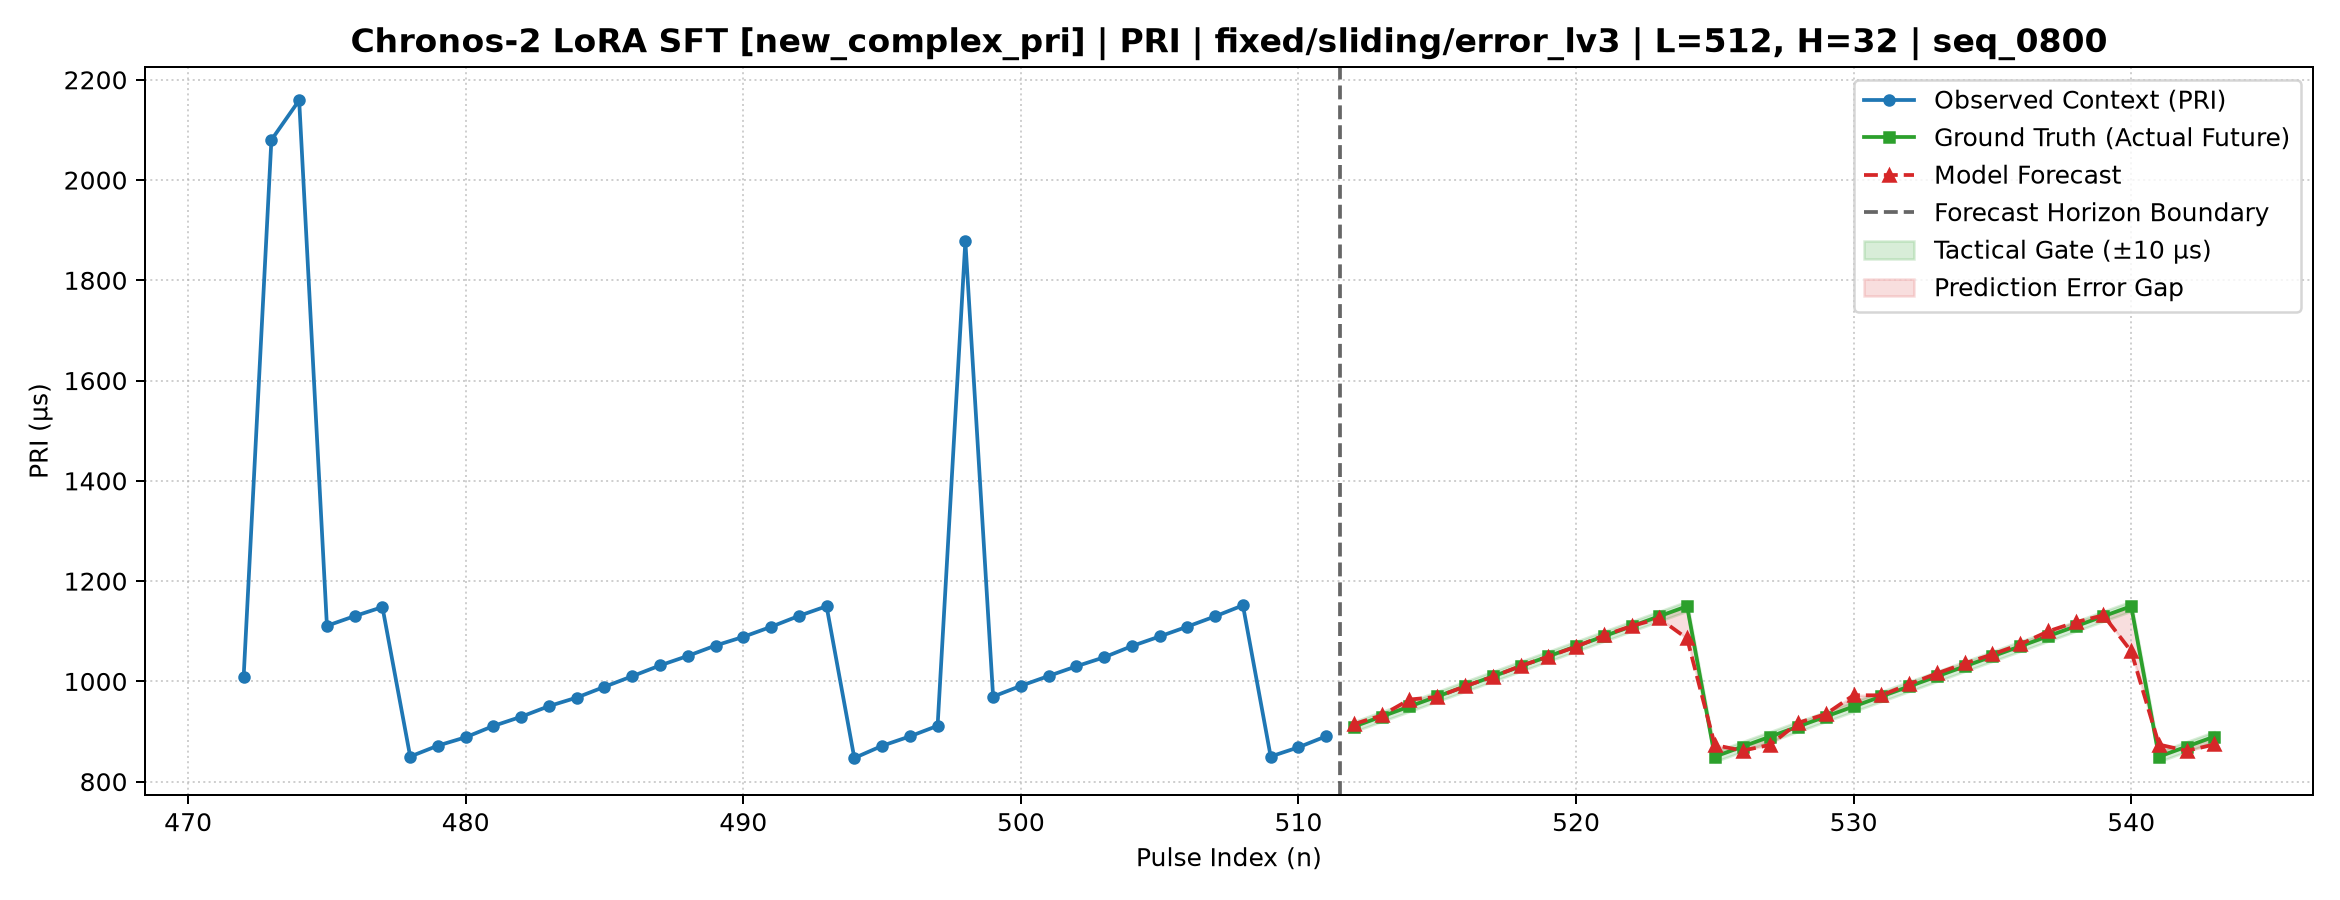 Chronos-2 LoRA SFT [new_complex_pri] | PRI | fixed/sliding/error_lv3 | L=512, H=32 | seq_0800
PRI (µs)
2200
2000
1800
1600
1400
1200
1000
800
Observed Context (PRI)
Ground Truth (Actual Future)
Model Forecast
Forecast Horizon Boundary
Tactical Gate (±10 µs)
Prediction Error Gap
470 480 490 500 510 520 530 540
Pulse Index (n)